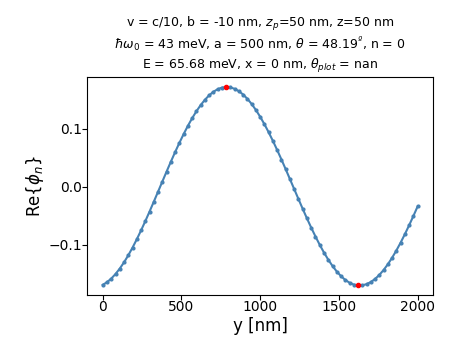 v = c/10, b = -10 nm, z_p=50 nm, z=50 nm
ℏω₀ = 43 meV, a = 500 nm, θ = 48.19°, n = 0
E = 65.68 meV, x = 0 nm, θ_plot = nan
Re{ϕ_n}
0.1
0.0
−0.1
0 500 1000 1500 2000
y [nm]